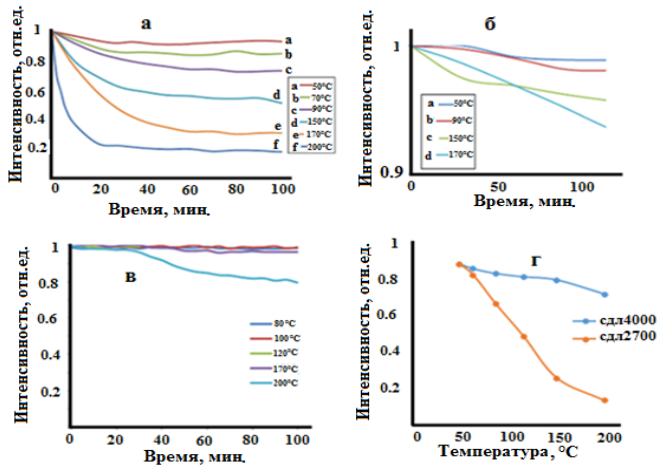 а
Интенсивность, отн.ед.
1
0.8
0.6
0.4
0.2
a
b
c
d
e
f
a 50°C
b 70°C
c 90°C
d 150°C
e 170°C
f 200°C
0 20 40 60 80 100
Время, мин.
б
Интенсивность, отн.ед.
1
0.9
a 50°C
b 90°C
c 150°C
d 170°C
0 50 100
Время, мин.
в
Интенсивность, отн.ед.
1
0.8
0.6
0.4
0.2
80°C
100°C
120°C
170°C
200°C
0 20 40 60 80 100
Время, мин.
г
Интенсивность, отн.ед.
1
0.8
0.6
0.4
0.2
сдл4000
сдл2700
0 50 100 150 200
Температура, °C